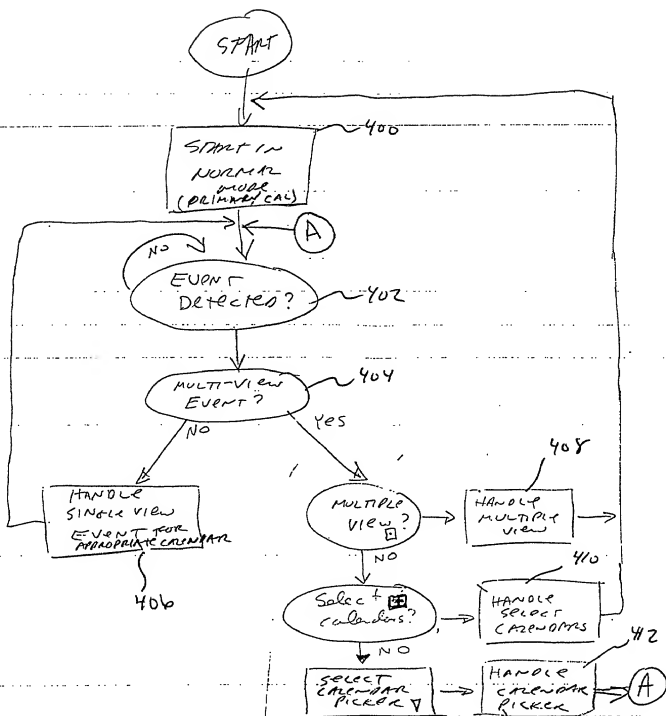 START
400
START IN
NORMAL
MODE
(PRIMARY CAL)
A
NO
EVENT
Detected?
402
MULTI-VIEW
EVENT?
404
NO
Yes
HANDLE
SINGLE VIEW
EVENT FOR
APPROPRIATE CALENDAR
406
MULTIPLE
VIEW?
HANDLE
MULTIPLE
VIEW
408
NO
Select
calendars?
HANDLE
SELECT
CALENDARS
410
NO
SELECT
CALENDAR
PICKER
HANDLE
CALENDAR
PICKER
412
A